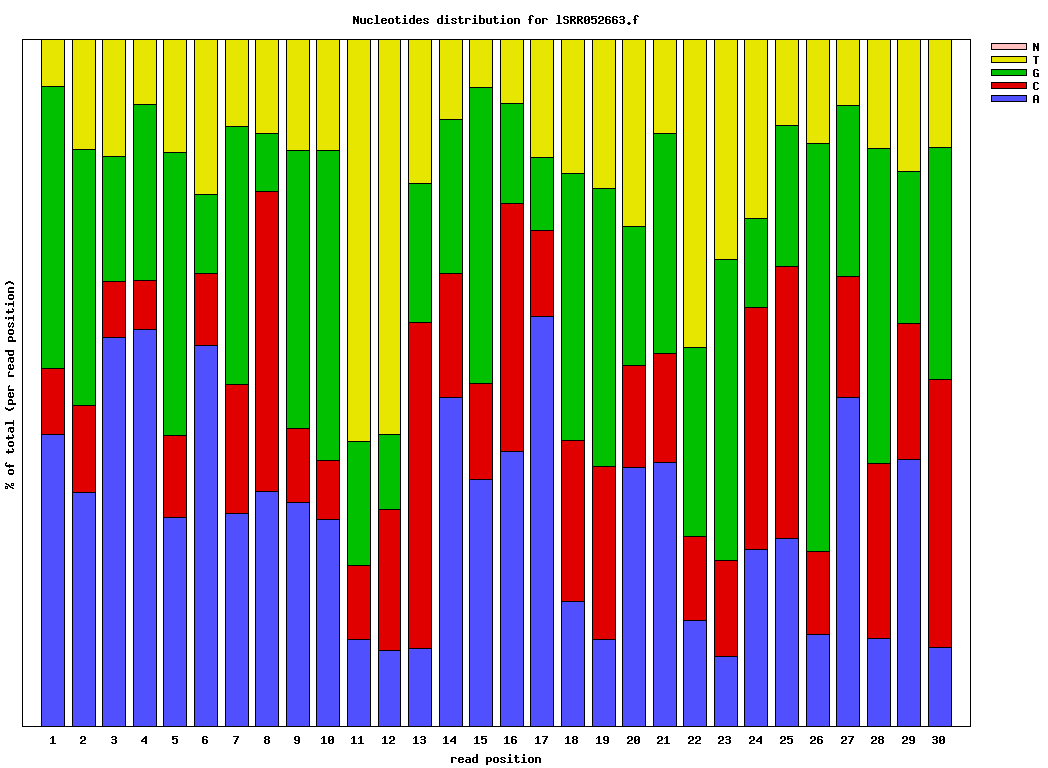 Nucleotides distribution for lSRR052663.f
N
T
G
C
A
% of total (per read position)
1 2 3 4 5 6 7 8 9 10 11 12 13 14 15 16 17 18 19 20 21 22 23 24 25 26 27 28 29 30
read position